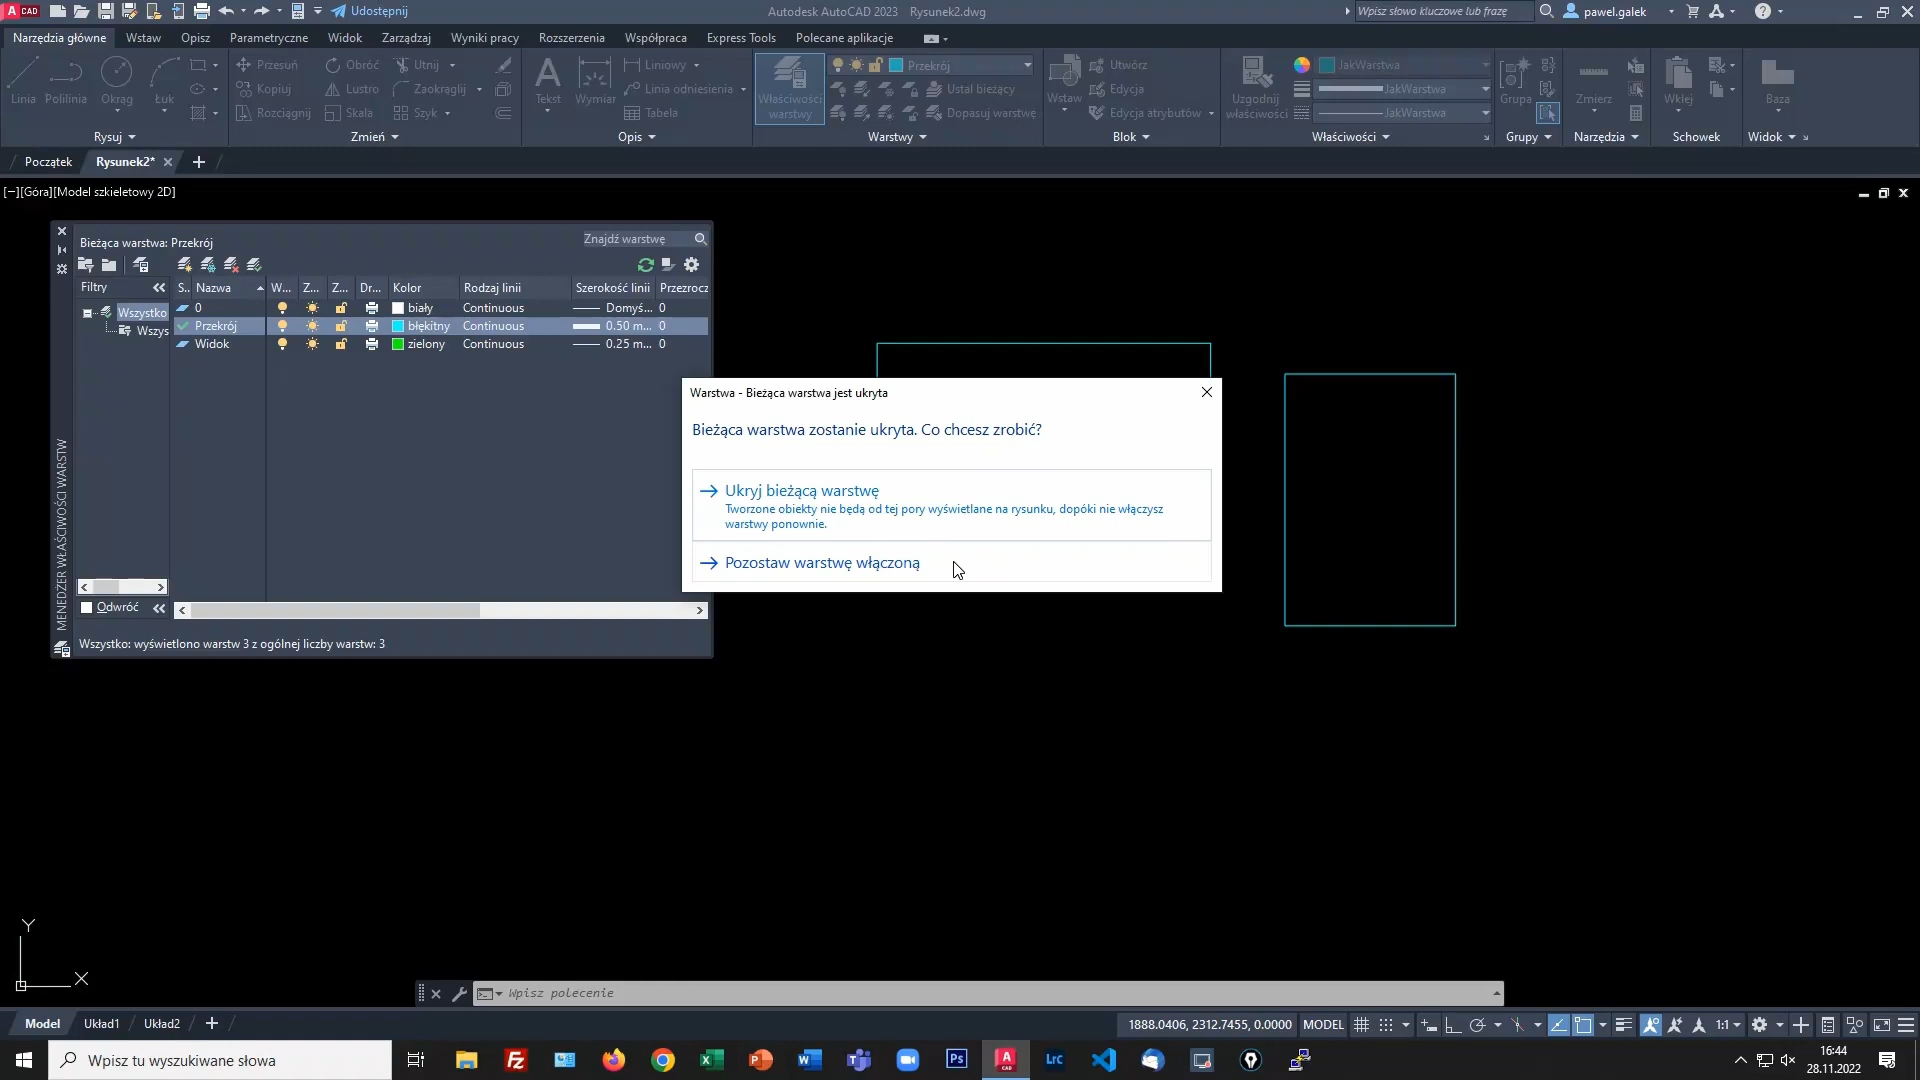 A CAD Udostępnij Autodesk AutoCAD 2023 Rysunek2.dwg Wpisz słowo kluczowe lub frazę pawel.galek
Narzędzia główne Wstaw Opisz Parametryczne Widok Zarządzaj Wyniki pracy Rozszerzenia Współpraca Express Tools Polecane aplikacje
Przesuń Obróć Utnij Liniowy Przekrój Utwórz JakWarstwa
Linia Polilinia Okrąg Łuk Kopiuj Lustro Zaokrąglij Tekst Wymiar Linia odniesienia Właściwości warstwy Ustal bieżący Wstaw Edycja Uzgodnij właściwości JakWarstwa Grupa Zmierz Wklej Baza
Rozciągnij Skala Szyk Tabela Dopasuj warstwę Edycja atrybutów JakWarstwa
Rysuj Zmień Opis Warstwy Blok Właściwości Grupy Narzędzia Schowek Widok
Początek Rysunek2*
[−][Góra][Model szkieletowy 2D]
Bieżąca warstwa: Przekrój Znajdź warstwę
Filtry S.. Nazwa W... Z... Z... Dr... Kolor Rodzaj linii Szerokość linii Przezrocz
Wszystko 0 biały Continuous Domyś... 0
Wszys Przekrój błękitny Continuous 0.50 m... 0
Widok zielony Continuous 0.25 m... 0
MENEDŻER WŁAŚCIWOŚCI WARSTW
Odwróć
Wszystko: wyświetlono warstw 3 z ogólnej liczby warstw: 3
Warstwa - Bieżąca warstwa jest ukryta
Bieżąca warstwa zostanie ukryta. Co chcesz zrobić?
Ukryj bieżącą warstwę
Tworzone obiekty nie będą od tej pory wyświetlane na rysunku, dopóki nie włączysz
warstwy ponownie.
Pozostaw warstwę włączoną
Y
X
Wpisz polecenie
Model Układ1 Układ2 1888.0406, 2312.7455, 0.0000 MODEL 1:1
Wpisz tu wyszukiwane słowa Ps A CAD Lrc 16:44
28.11.2022